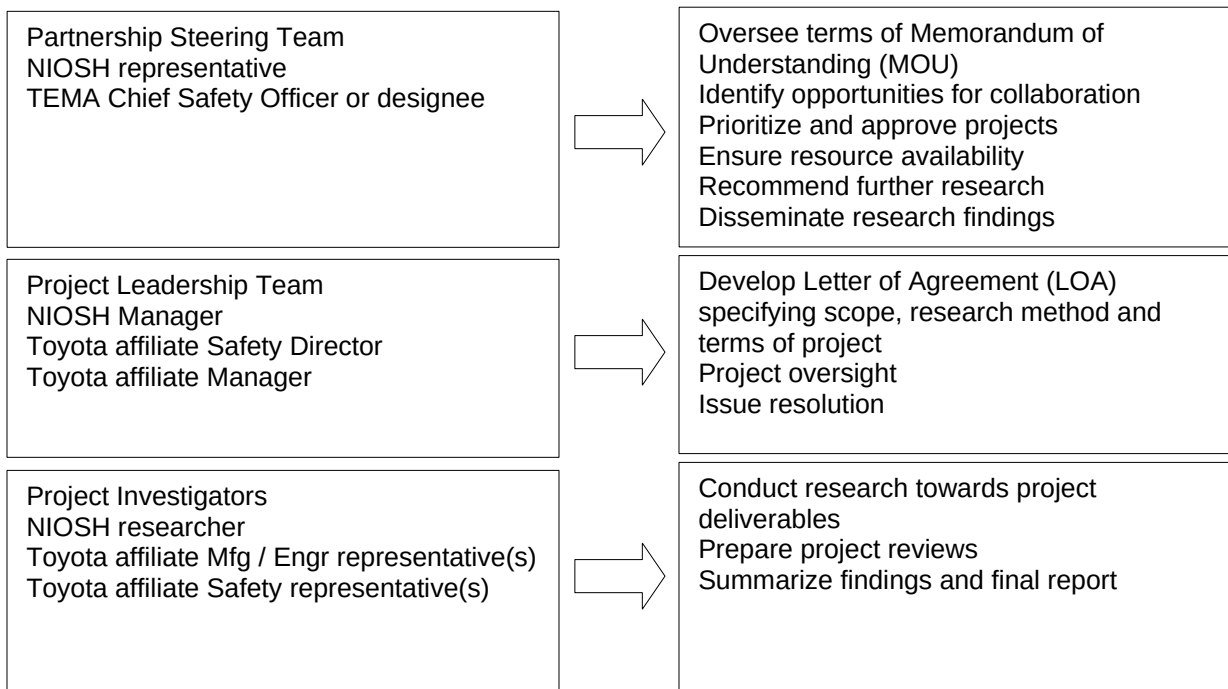 Partnership Steering Team
NIOSH representative
TEMA Chief Safety Officer or designee
Oversee terms of Memorandum of
Understanding (MOU)
Identify opportunities for collaboration
Prioritize and approve projects
Ensure resource availability
Recommend further research
Disseminate research findings
Project Leadership Team
NIOSH Manager
Toyota affiliate Safety Director
Toyota affiliate Manager
Develop Letter of Agreement (LOA)
specifying scope, research method and
terms of project
Project oversight
Issue resolution
Project Investigators
NIOSH researcher
Toyota affiliate Mfg / Engr representative(s)
Toyota affiliate Safety representative(s)
Conduct research towards project
deliverables
Prepare project reviews
Summarize findings and final report